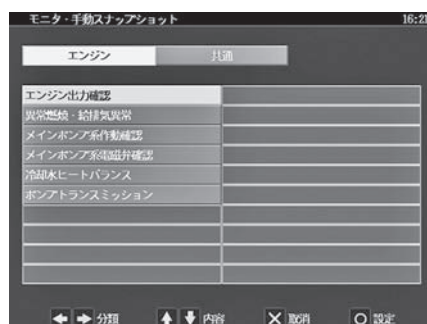 モニタ・手動スナップショット 16:21
エンジン 共通
エンジン出力確認
異常燃焼・給排気異常
メインポンプ系作動確認
メインポンプ系電磁弁確認
冷却水ヒートバランス
ポンプトランスミッション
分類 内容 取消 設定